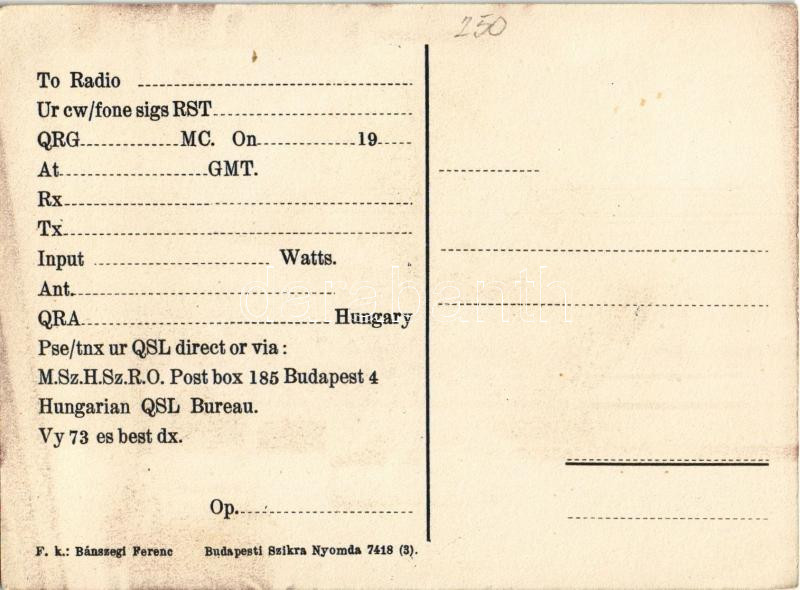 250
To Radio
Ur cw/fone sigs RST
QRG MC. On 19
At GMT.
Rx
Tx
Input Watts.
Ant.
QRA Hungary
Pse/tnx ur QSL direct or via :
M.Sz.H.Sz.R.O. Post box 185 Budapest 4
Hungarian QSL Bureau.
Vy 73 es best dx.
Op.
F. k.: Bánszegi Ferenc Budapesti Szikra Nyomda 7418 (3).
darabanth